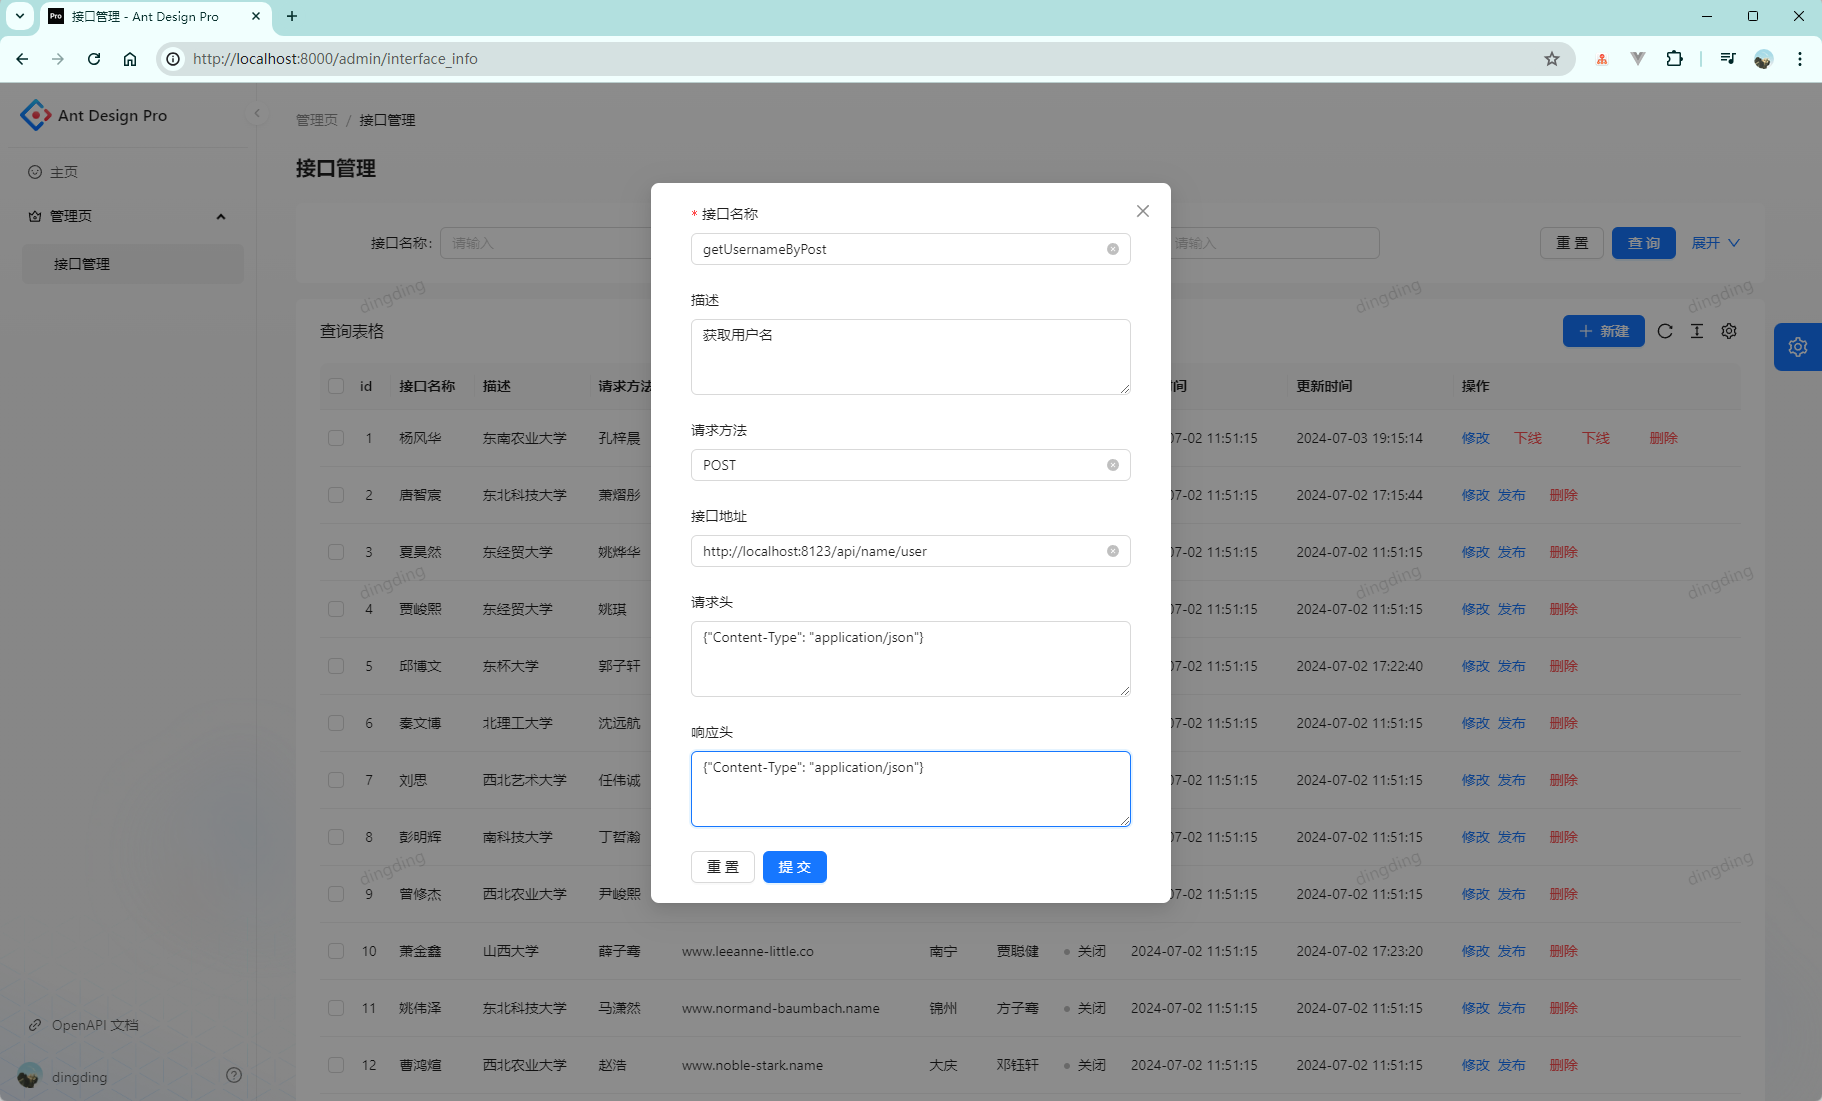 接口管理 - Ant Design Pro
http://localhost:8000/admin/interface_info
Ant Design Pro
主页
管理页
接口管理
OpenAPI 文档
dingding
管理页 / 接口管理
接口管理
接口名称: 请输入
请输入
重 置 查 询 展开
查询表格
+ 新建
id 接口名称 描述 请求方法 间 更新时间 操作
1 杨风华 东南农业大学 孔梓晨 07-02 11:51:15 2024-07-03 19:15:14 修改 下线 下线 删除
2 唐智宸 东北科技大学 萧熠彤 07-02 11:51:15 2024-07-02 17:15:44 修改 发布 删除
3 夏昊然 东经贸大学 姚烨华 07-02 11:51:15 2024-07-02 11:51:15 修改 发布 删除
4 贾峻熙 东经贸大学 姚琪 07-02 11:51:15 2024-07-02 11:51:15 修改 发布 删除
5 邱博文 东林大学 郭子轩 07-02 11:51:15 2024-07-02 17:22:40 修改 发布 删除
6 秦文博 北理工大学 沈远航 07-02 11:51:15 2024-07-02 11:51:15 修改 发布 删除
7 刘思 西北艺术大学 任伟诚 07-02 11:51:15 2024-07-02 11:51:15 修改 发布 删除
8 彭明辉 南科技大学 丁哲瀚 07-02 11:51:15 2024-07-02 11:51:15 修改 发布 删除
9 曾修杰 西北农业大学 尹峻熙 07-02 11:51:15 2024-07-02 11:51:15 修改 发布 删除
10 萧金鑫 山西大学 薛子骞 www.leeanne-little.co 南宁 贾聪健 关闭 2024-07-02 11:51:15 2024-07-02 17:23:20 修改 发布 删除
11 姚伟泽 东北科技大学 马潇然 www.normand-baumbach.name 锦州 方子骞 关闭 2024-07-02 11:51:15 2024-07-02 11:51:15 修改 发布 删除
12 曹鸿煊 西北农业大学 赵浩 www.noble-stark.name 大庆 邓钰轩 关闭 2024-07-02 11:51:15 2024-07-02 11:51:15 修改 发布 删除
* 接口名称
getUsernameByPost
描述
获取用户名
请求方法
POST
接口地址
http://localhost:8123/api/name/user
请求头
{"Content-Type": "application/json"}
响应头
{"Content-Type": "application/json"}
重 置 提 交
dingding
dingding
dingding
dingding
dingding
dingding
dingding
dingding
dingding